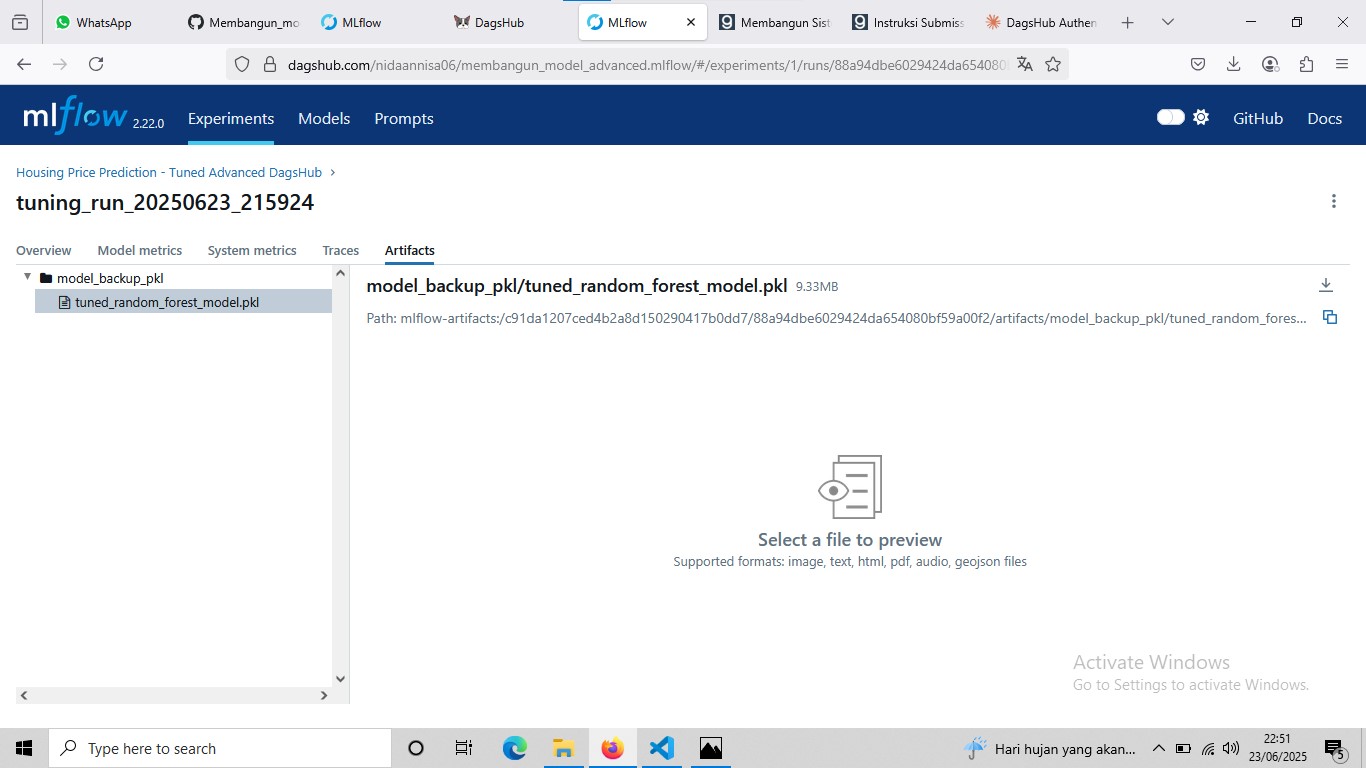 WhatsApp
Membangun_mo
MLflow
DagsHub
MLflow
Membangun Sist
Instruksi Submiss
DagsHub Authen
dagshub.com/nidaannisa06/membangun_model_advanced.mlflow/#/experiments/1/runs/88a94dbe6029424da654080
mlflow 2.22.0
Experiments
Models
Prompts
GitHub
Docs
Housing Price Prediction - Tuned Advanced DagsHub
tuning_run_20250623_215924
Overview
Model metrics
System metrics
Traces
Artifacts
model_backup_pkl
tuned_random_forest_model.pkl
model_backup_pkl/tuned_random_forest_model.pkl 9.33MB
Path: mlflow-artifacts:/c91da1207ced4b2a8d150290417b0dd7/88a94dbe6029424da654080bf59a00f2/artifacts/model_backup_pkl/tuned_random_fores...
Select a file to preview
Supported formats: image, text, html, pdf, audio, geojson files
Activate Windows
Go to Settings to activate Windows.
Type here to search
Hari hujan yang akan...
22:51
23/06/2025
5